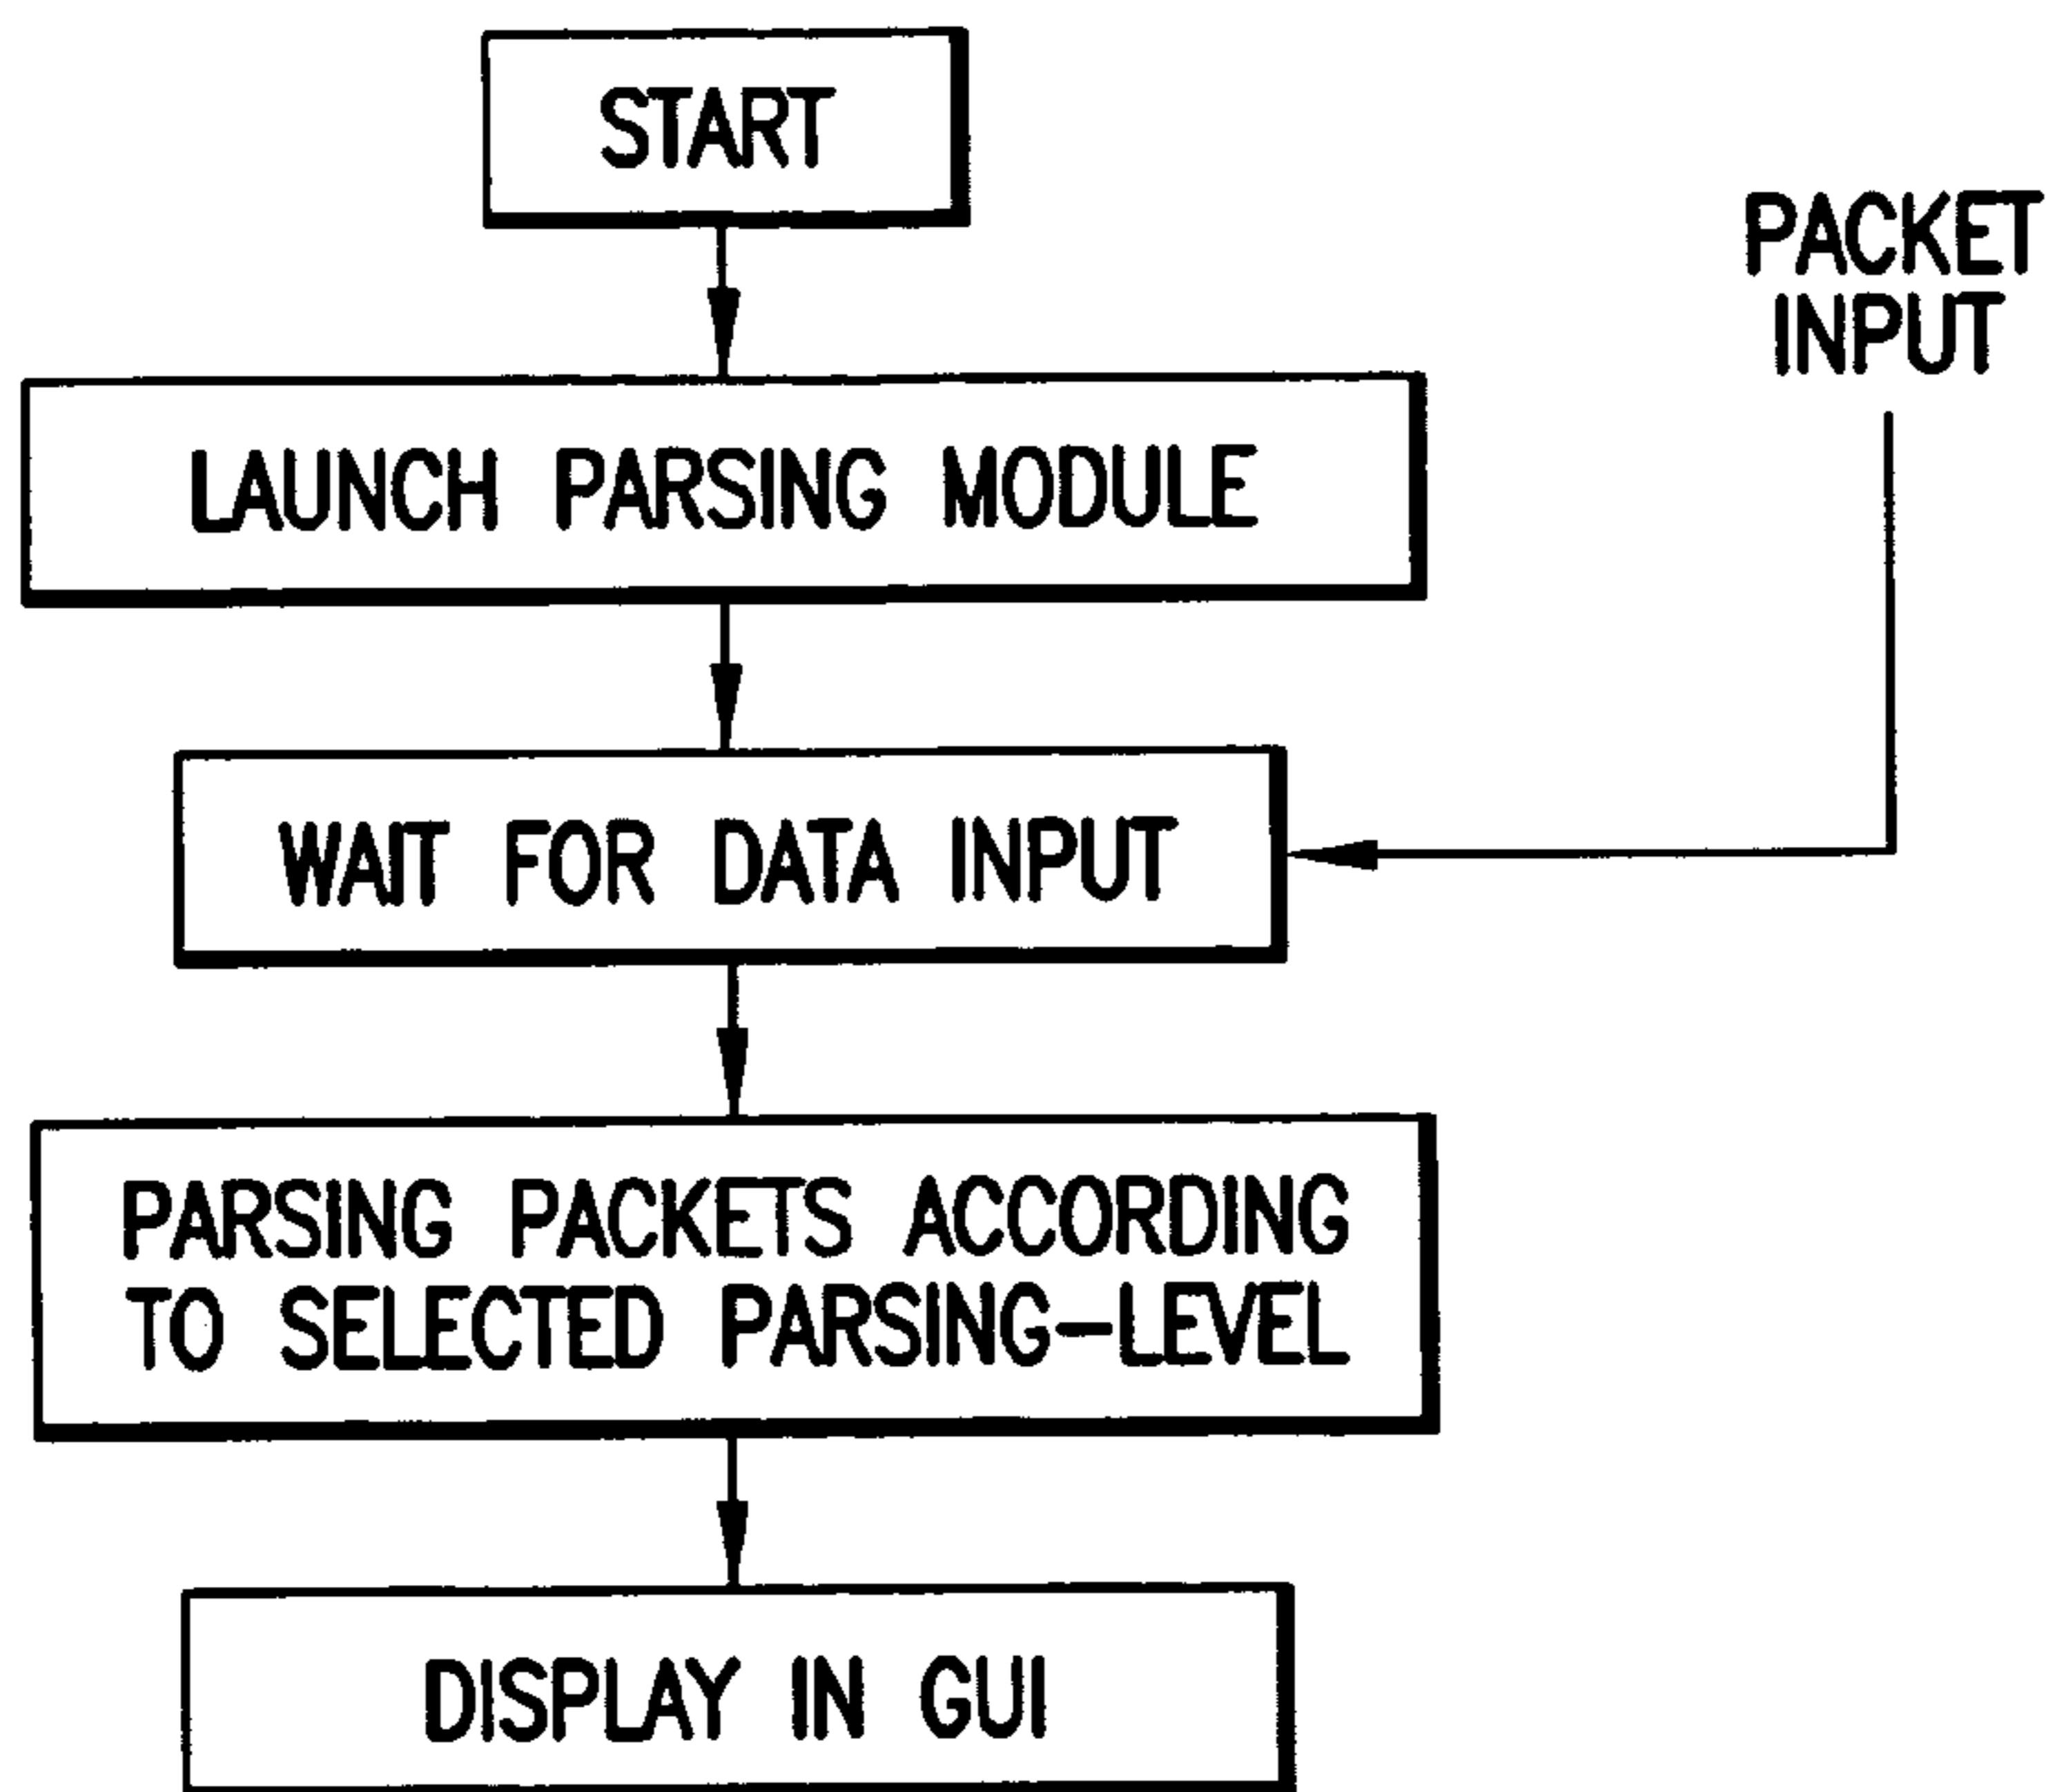 START
PACKET
INPUT
LAUNCH PARSING MODULE
WAIT FOR DATA INPUT
PARSING PACKETS ACCORDING
TO SELECTED PARSING-LEVEL
DISPLAY IN GUI